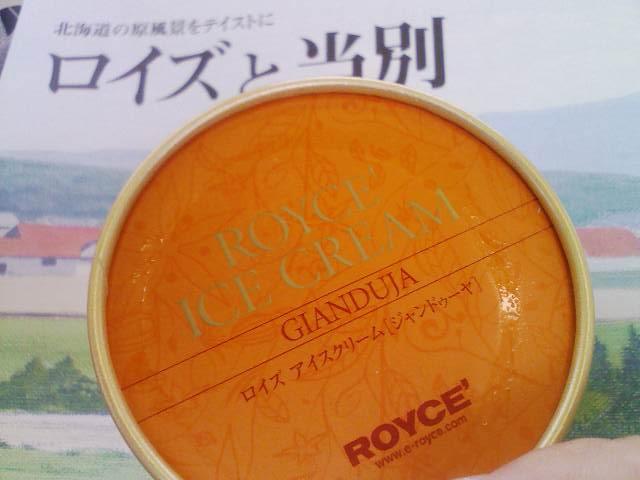 北海道の原風景をテイストに
ロイズと当別
ROYCE'
ICE CREAM
GIANDUJA
ロイズ アイスクリーム[ジャンドゥーヤ]
ROYCE'
www.e-royce.com